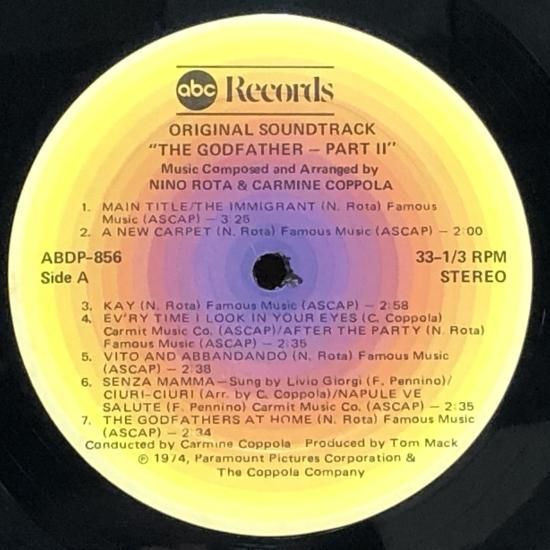 abc Records
ORIGINAL SOUNDTRACK
"THE GODFATHER — PART II"
Music Composed and Arranged by
NINO ROTA & CARMINE COPPOLA
1. MAIN TITLE/THE IMMIGRANT (N. Rota) Famous
Music (ASCAP) — 3:25
2. A NEW CARPET (N. Rota) Famous Music (ASCAP) — 2:00
ABDP-856
Side A
33-1/3 RPM
STEREO
3. KAY (N. Rota) Famous Music (ASCAP) — 2:58
4. EV'RY TIME I LOOK IN YOUR EYES (C. Coppola)
Carmit Music Co. (ASCAP)/AFTER THE PARTY (N. Rota)
Famous Music (ASCAP) — 2:35
5. VITO AND ABBANDANDO (N. Rota) Famous Music
(ASCAP) — 2:38
6. SENZA MAMMA—Sung by Livio Giorgi (F. Pennino)/
CIURI-CIURI (Arr. by C. Coppola)/NAPULE VE
SALUTE (F. Pennino) Carmit Music Co. (ASCAP) — 2:35
7. THE GODFATHERS AT HOME (N. Rota) Famous Music
(ASCAP) — 2:34
Conducted by Carmine Coppola Produced by Tom Mack
℗ 1974, Paramount Pictures Corporation &
The Coppola Company